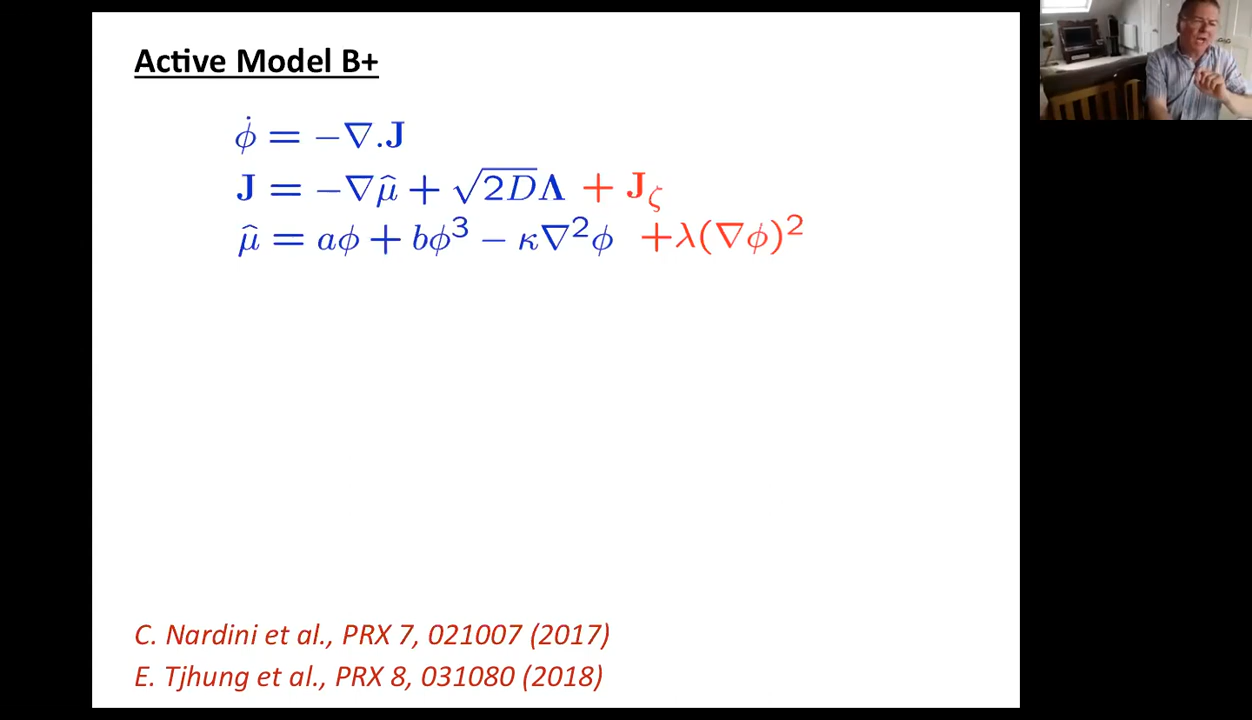 Active Model B+
φ̇ = −∇.J
J = −∇μ̂ + √2D Λ + J_ζ
μ̂ = aφ + bφ³ − κ∇²φ +λ(∇φ)²
C. Nardini et al., PRX 7, 021007 (2017)
E. Tjhung et al., PRX 8, 031080 (2018)